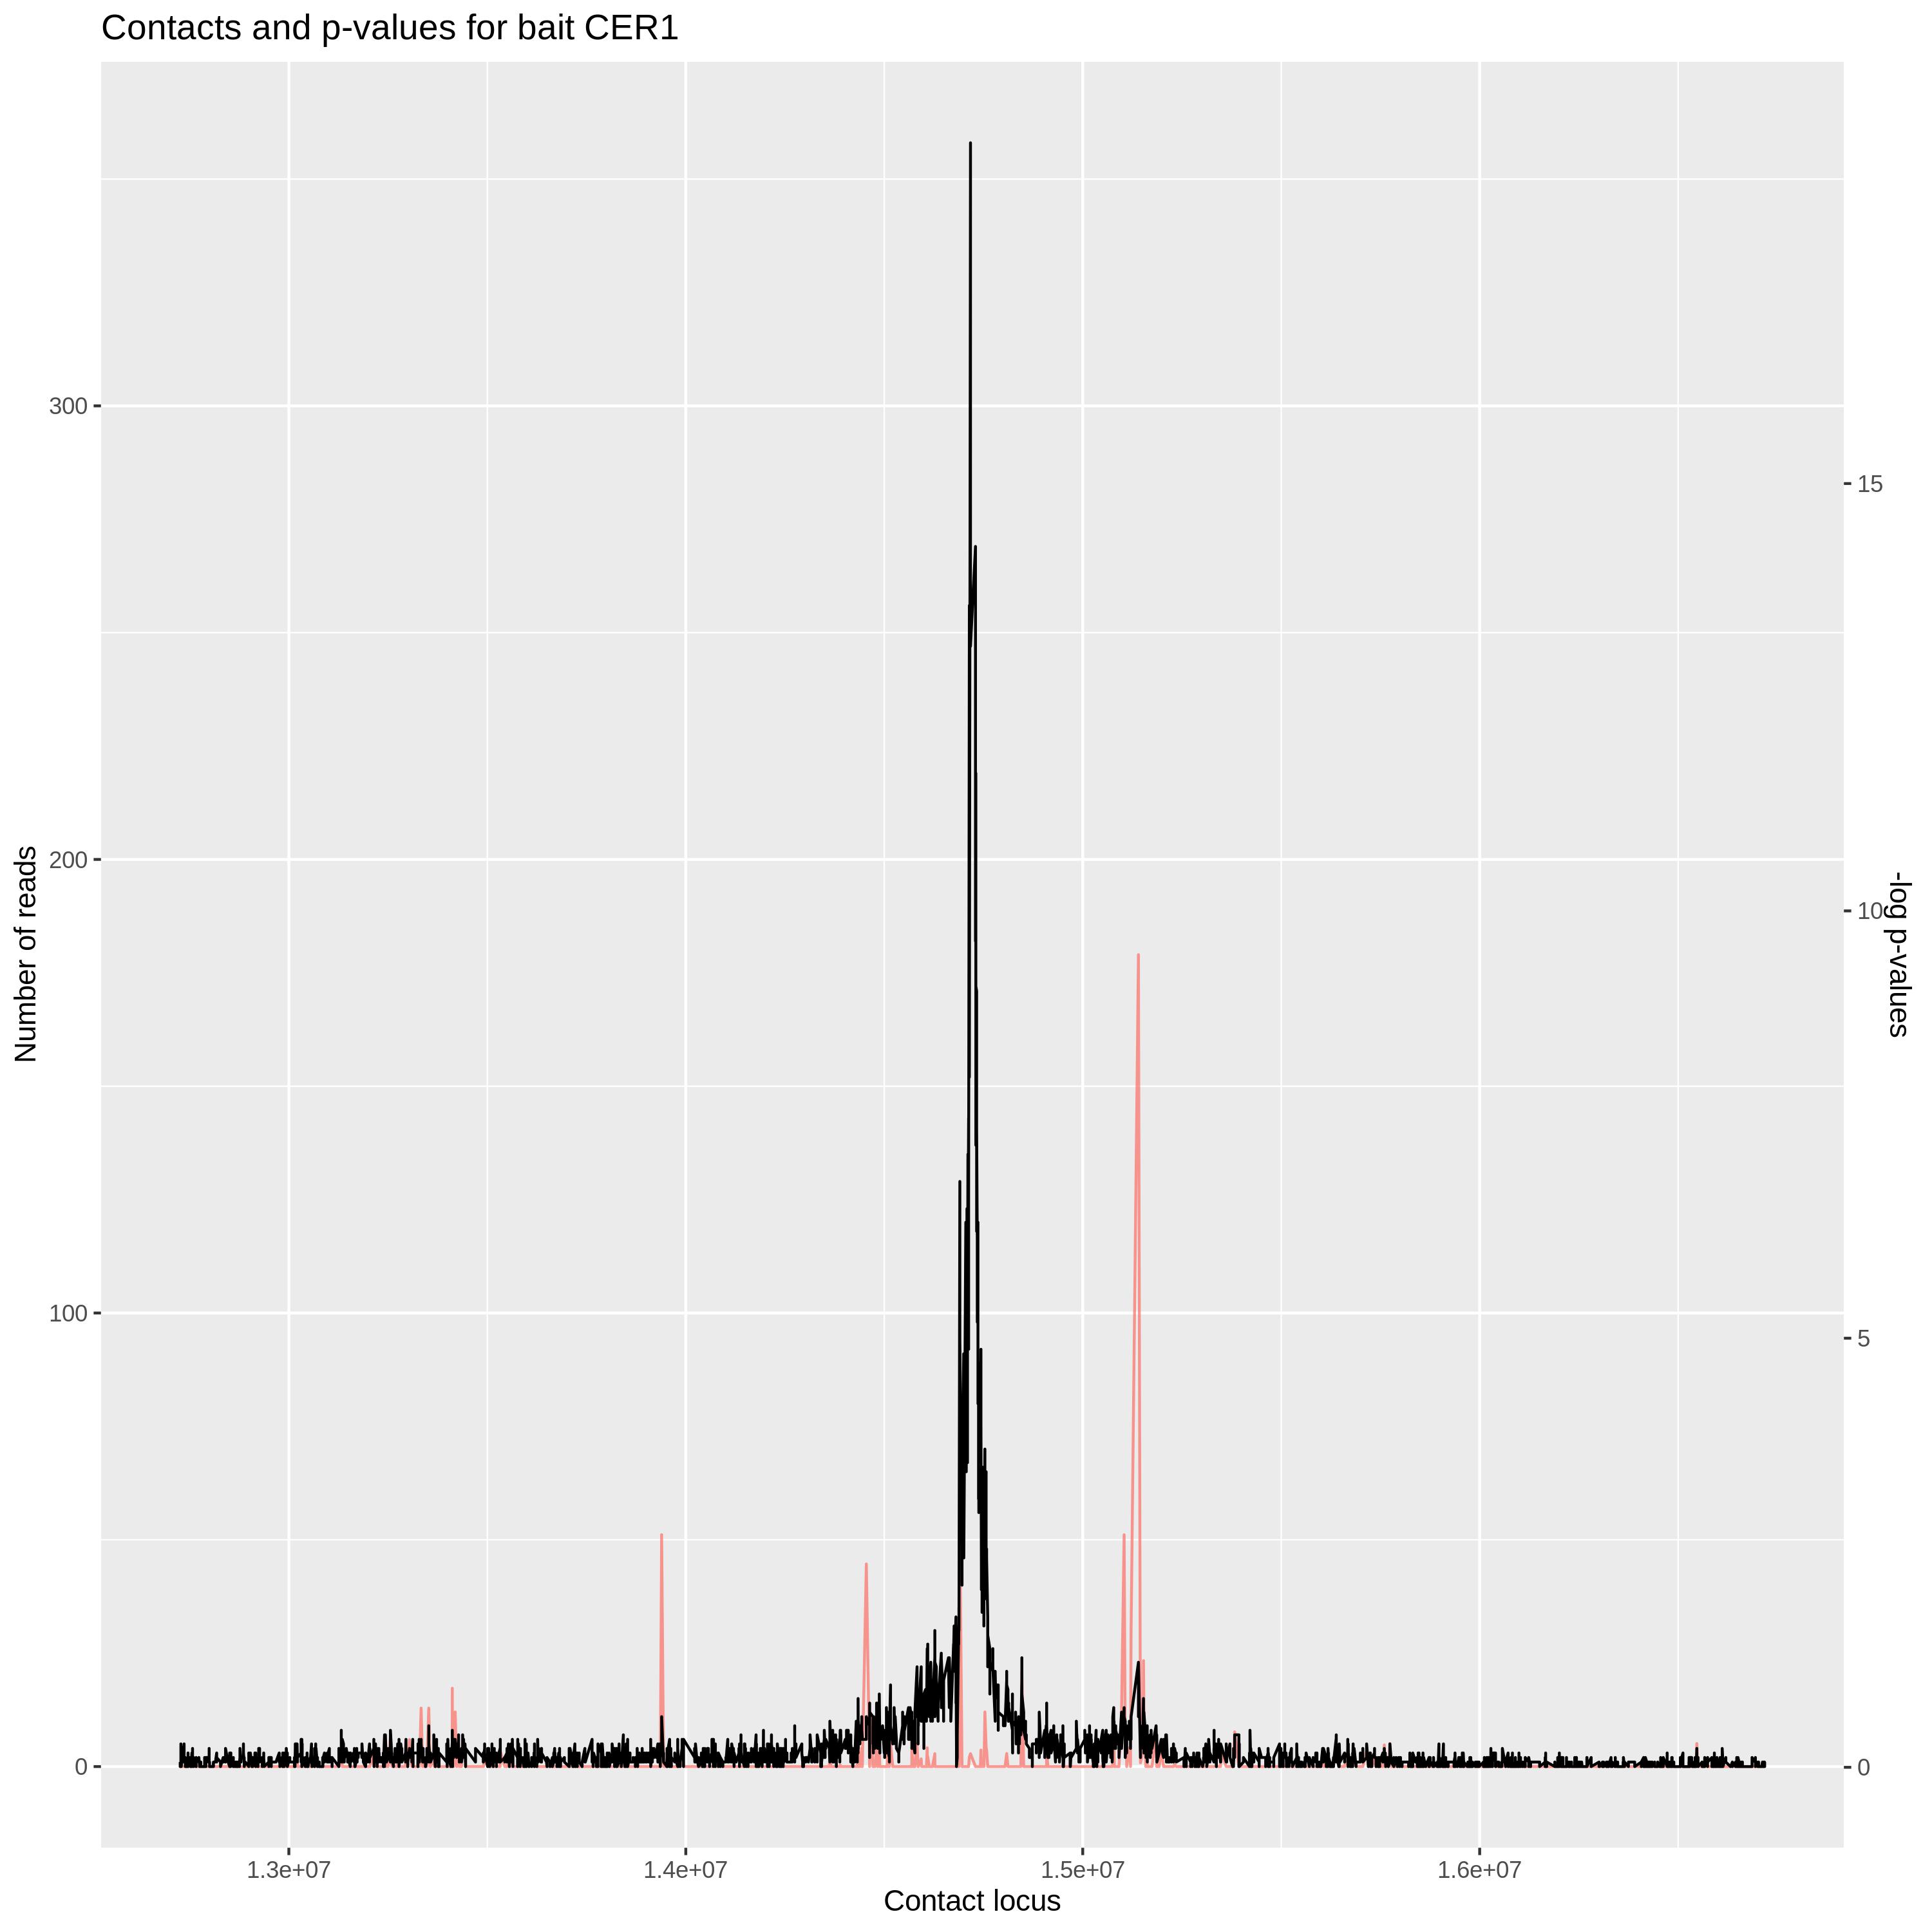 Contacts and p-values for bait CER1
300
200
100
0
Number of reads
15
10
5
0
-log p-values
1.3e+07
1.4e+07
1.5e+07
1.6e+07
Contact locus